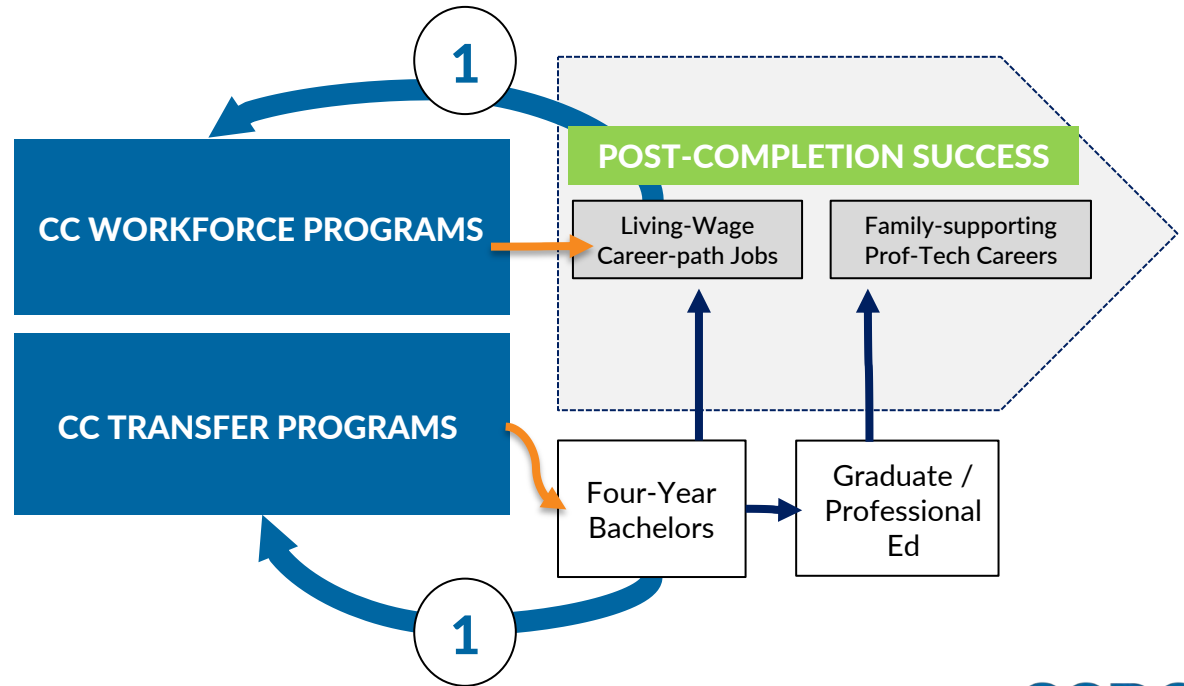 1
POST-COMPLETION SUCCESS
CC WORKFORCE PROGRAMS
Living-Wage
Career-path Jobs
Family-supporting
Prof-Tech Careers
CC TRANSFER PROGRAMS
Four-Year
Bachelors
Graduate /
Professional
Ed
1